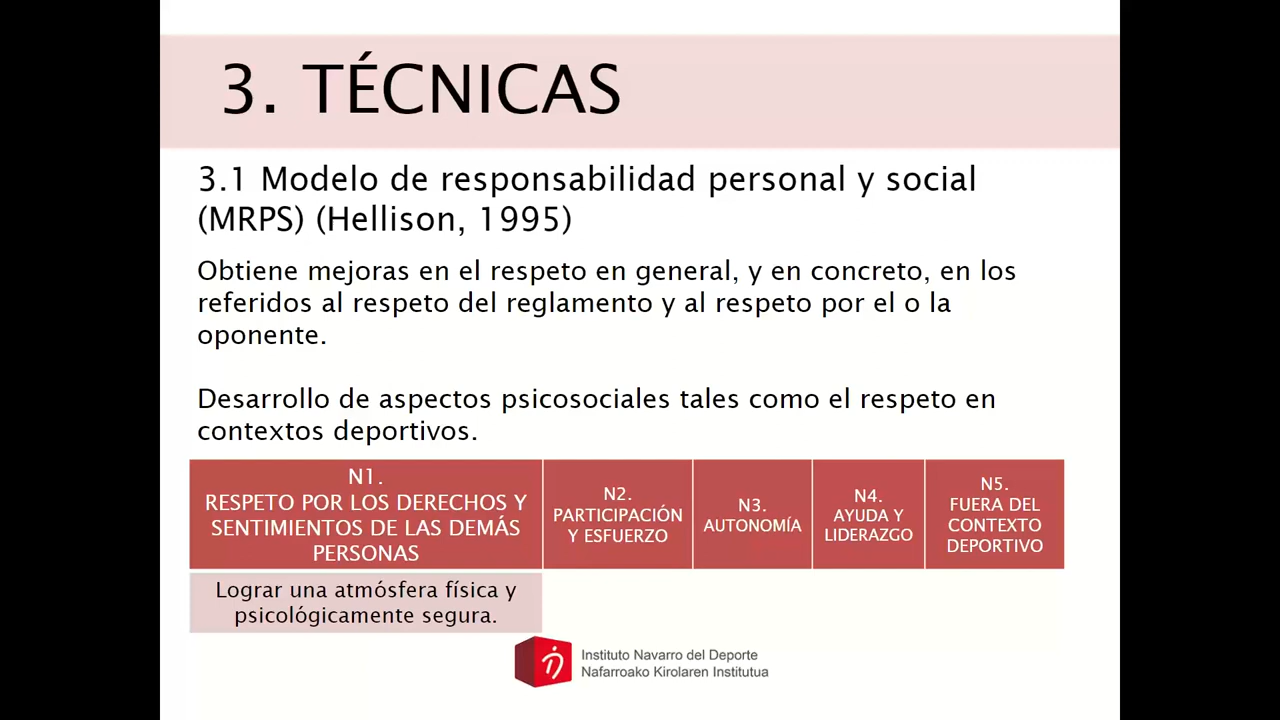 3. TÉCNICAS
3.1 Modelo de responsabilidad personal y social
(MRPS) (Hellison, 1995)
Obtiene mejoras en el respeto en general, y en concreto, en los
referidos al respeto del reglamento y al respeto por el o la
oponente.
Desarrollo de aspectos psicosociales tales como el respeto en
contextos deportivos.
N1.
RESPETO POR LOS DERECHOS Y
SENTIMIENTOS DE LAS DEMÁS
PERSONAS
N2.
PARTICIPACIÓN
Y ESFUERZO
N3.
AUTONOMÍA
N4.
AYUDA Y
LIDERAZGO
N5.
FUERA DEL
CONTEXTO
DEPORTIVO
Lograr una atmósfera física y
psicológicamente segura.
Instituto Navarro del Deporte
Nafarroako Kirolaren Institutua